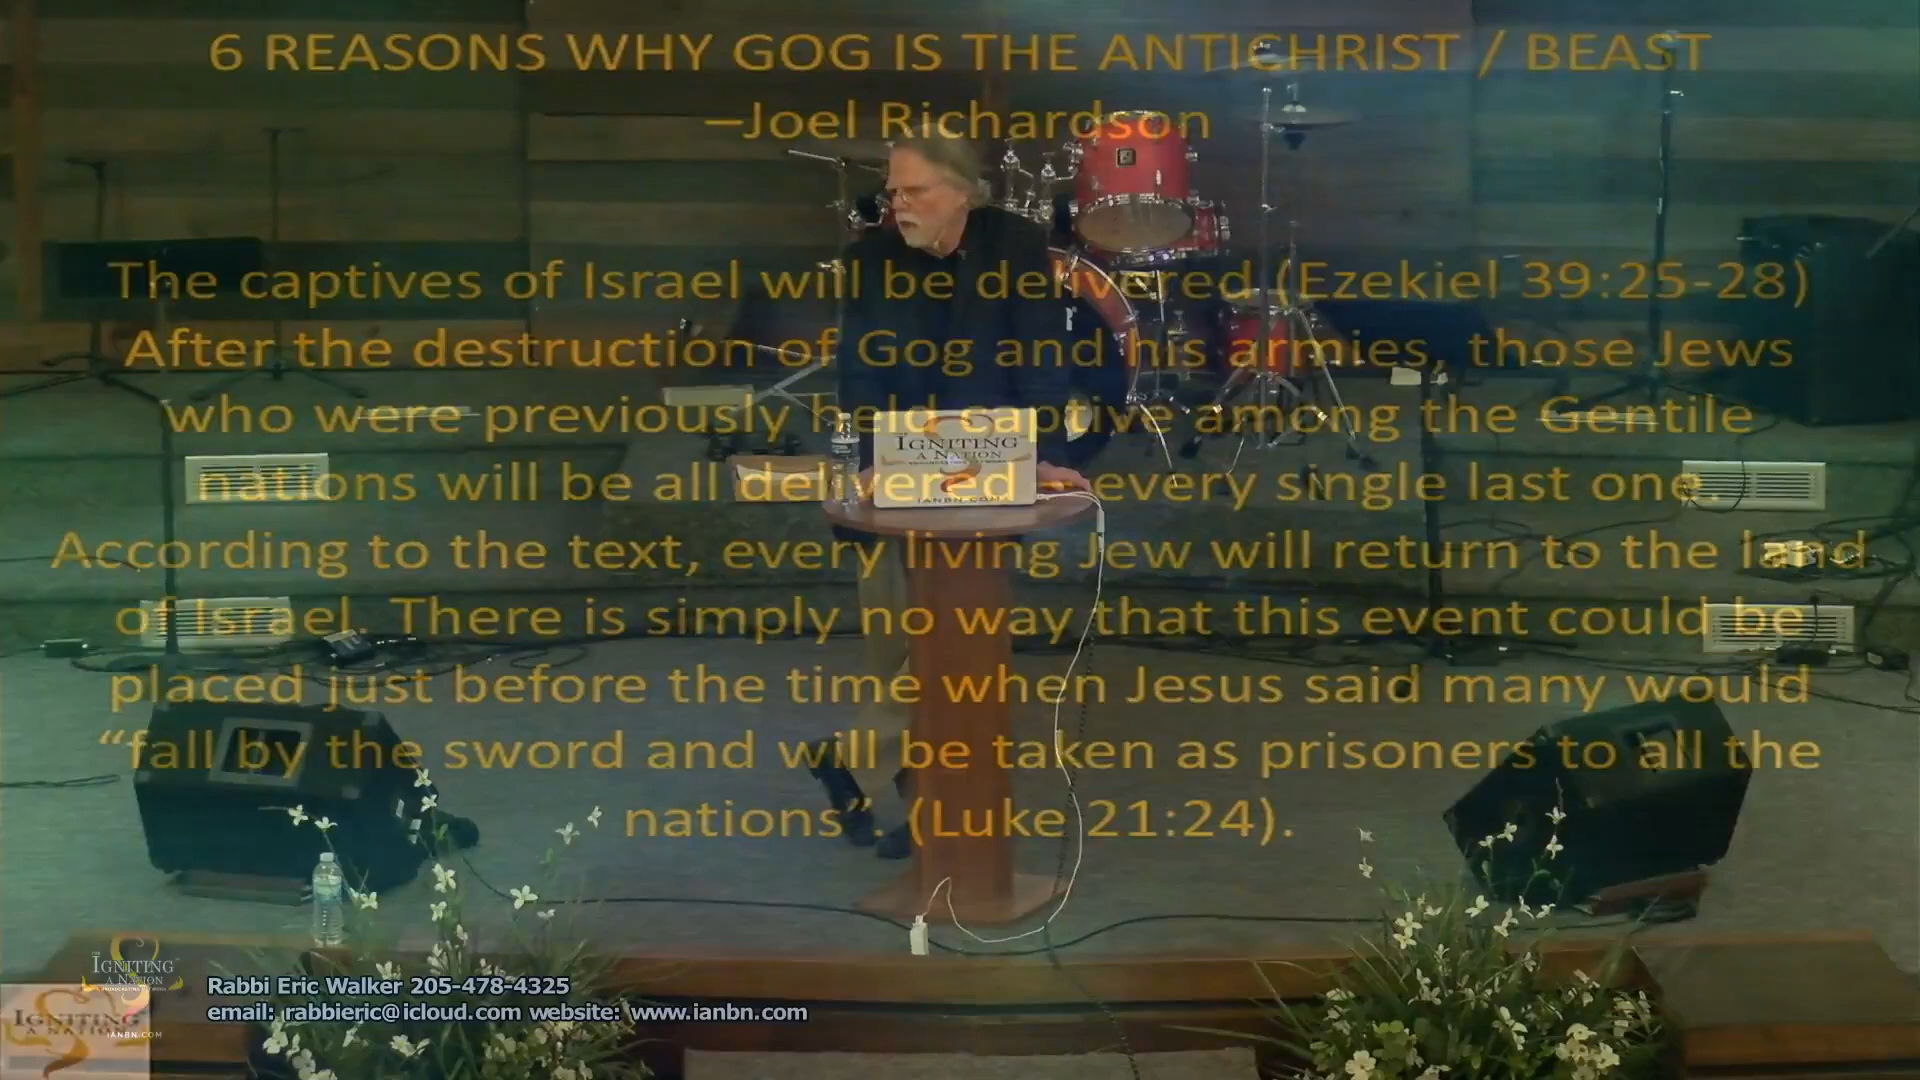 6 REASONS WHY GOG IS THE ANTICHRIST / BEAST
–Joel Richardson
The captives of Israel will be delivered (Ezekiel 39:25-28)
After the destruction of Gog and his armies, those Jews
who were previously held captive among the Gentile
nations will be all delivered - every single last one.
According to the text, every living Jew will return to the land
of Israel. There is simply no way that this event could be
placed just before the time when Jesus said many would
“fall by the sword and will be taken as prisoners to all the
nations”. (Luke 21:24).
IGNITING
A NATION
IANBN.COM
IGNITING
A NATION
IANBN.COM
Rabbi Eric Walker 205-478-4325
email: rabbieric@icloud.com website: www.ianbn.com
IGNITING
A NATION